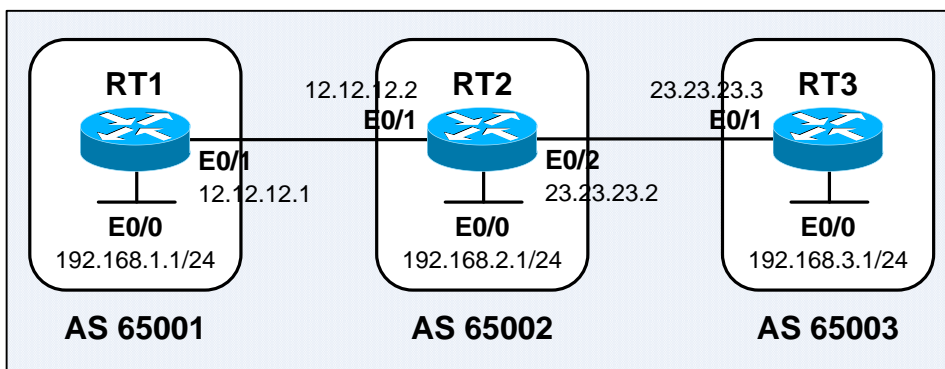 RT1
E0/1
12.12.12.1
E0/0
192.168.1.1/24
AS 65001
12.12.12.2
RT2
E0/1
E0/2
23.23.23.2
E0/0
192.168.2.1/24
AS 65002
23.23.23.3
RT3
E0/1
E0/0
192.168.3.1/24
AS 65003